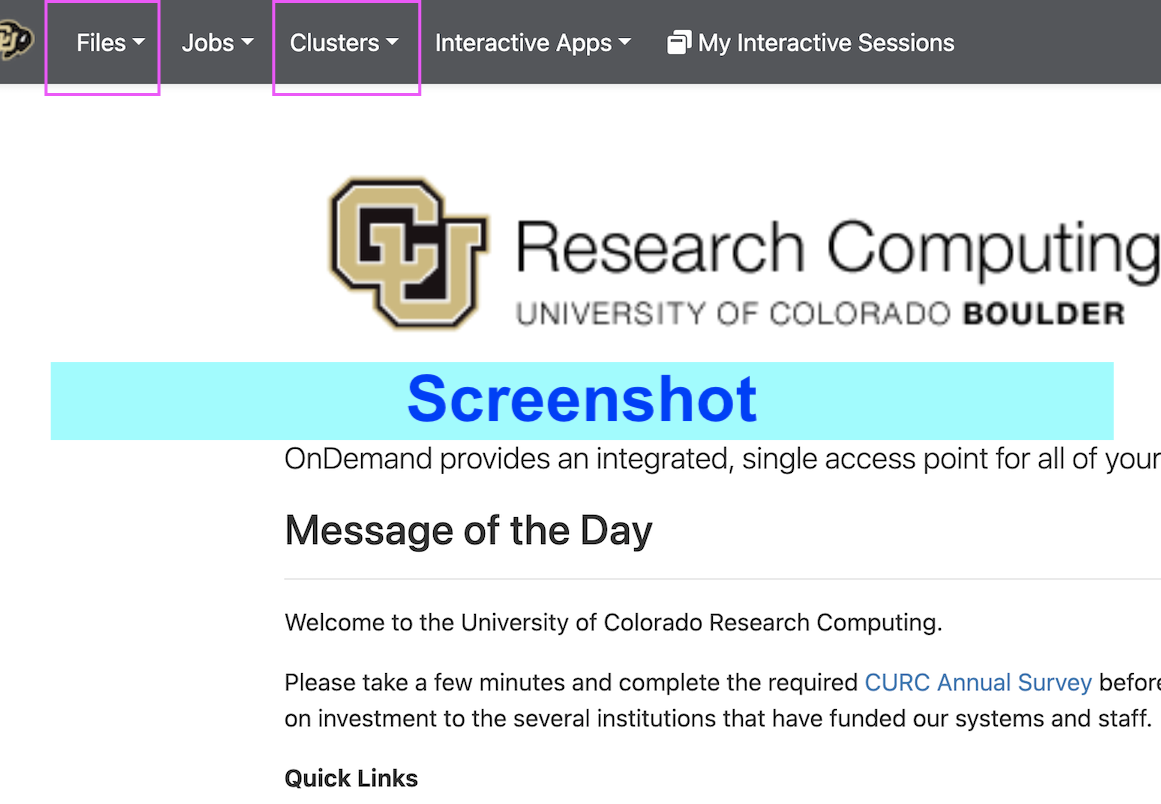 Files Jobs Clusters Interactive Apps My Interactive Sessions
CU Research Computing
UNIVERSITY OF COLORADO BOULDER
Screenshot
OnDemand provides an integrated, single access point for all of your
Message of the Day
Welcome to the University of Colorado Research Computing.
Please take a few minutes and complete the required CURC Annual Survey before
on investment to the several institutions that have funded our systems and staff.
Quick Links